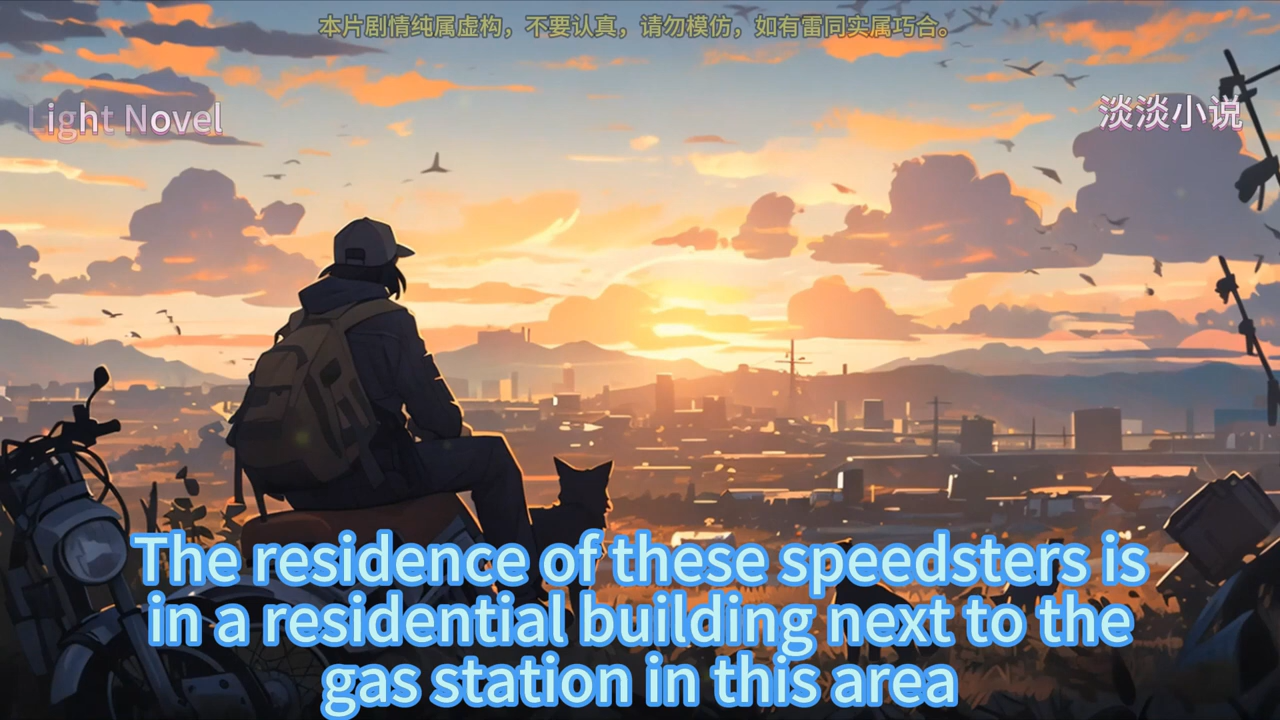 本片剧情纯属虚构，不要认真，请勿模仿，如有雷同实属巧合。
Light Novel
淡淡小说
The residence of these speedsters is
in a residential building next to the
gas station in this area